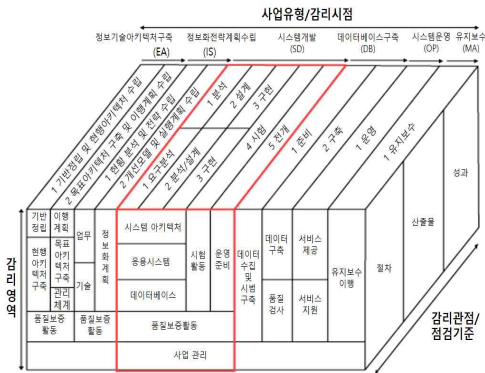 사업유형/감리시점
정보기술아키텍처구축
(EA)
정보화전략계획수립
(IS)
시스템개발
(SD)
데이터베이스구축
(DB)
시스템운영
(OP)
유지보수
(MA)
1 기반정립 및 현행아키텍처 수립
2 목표아키텍처 구축 및 이행계획 수립
1 현황 분석 및 전략 수립
2 개선모델 및 실행계획 수립
1 분석
2 설계
3 구현
1 요구분석
2 분석/설계
3 구현
4 시험
5 전개
1 준비
2 구축
1 운영
1 유지보수
감리영역
기반
정립
이행
계획
현행
아키
텍처
구축
목표
아키
텍처
구축
관리
체계
품질보증
활동
업무
기술
정보화계획
품질보증
활동
시스템 아키텍처
응용시스템
데이터베이스
시험
활동
운영
준비
품질보증활동
데이터
수집
및
시범
구축
데이터
구축
품질
검사
서비스
제공
서비스
지원
유지보수
이행
사업 관리
절차
산출물
성과
감리관점/
점검기준